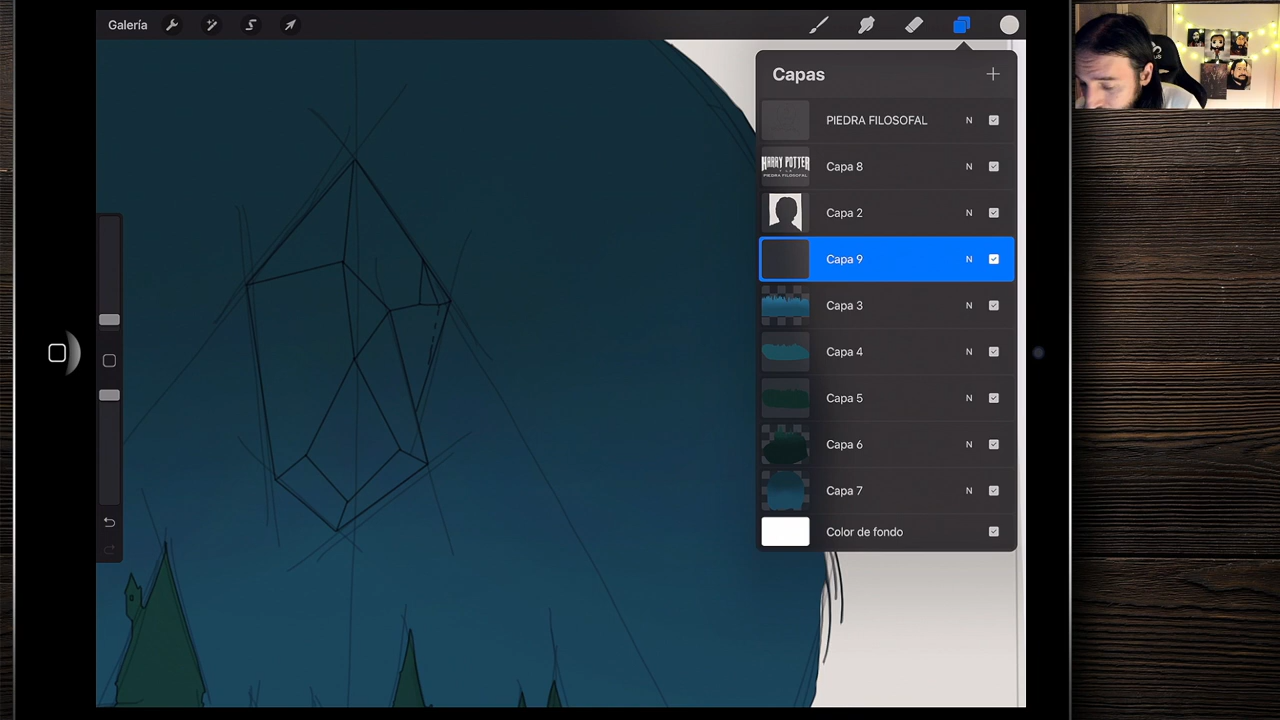 Galería
Capas
PIEDRA FILOSOFAL N
HARRY POTTER
PIEDRA FILOSOFAL
Capa 8 N
Capa 2 N
Capa 9 N
Capa 3 N
Capa 4 N
Capa 5 N
Capa 6 N
Capa 7 N
Color de fondo